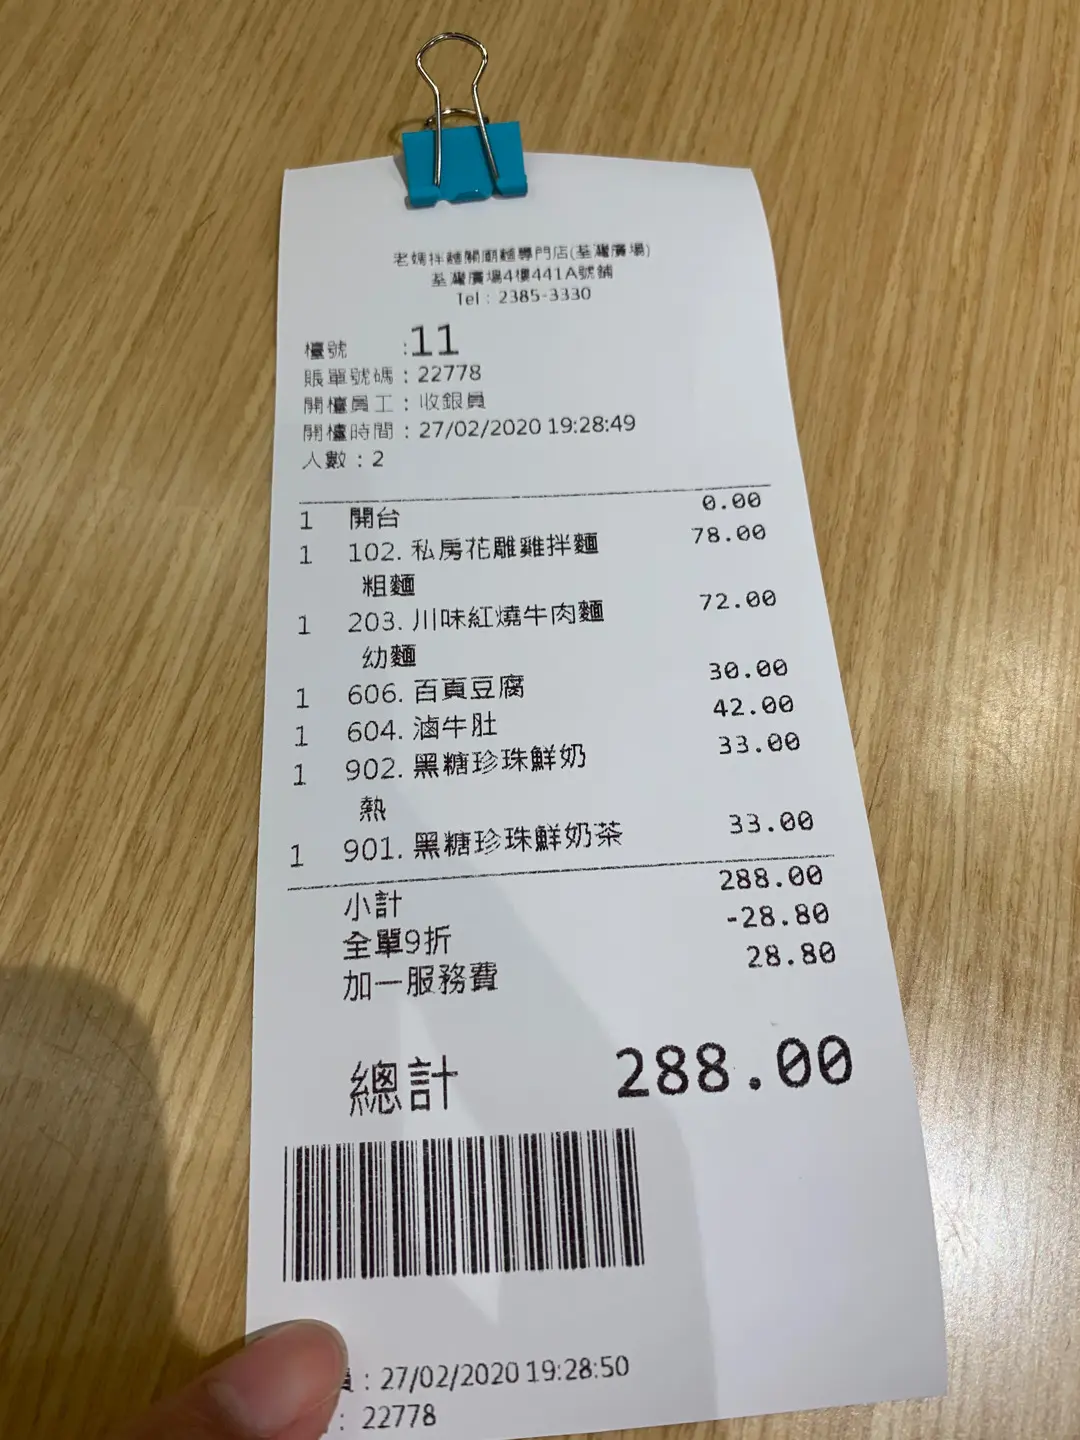 老媽拌麵關廟麵專門店(荃灣廣場)
荃灣廣場4樓441A號鋪
Tel : 2385-3330
檯號 :11
賬單號碼 : 22778
開檯員工 : 收銀員
開檯時間 : 27/02/2020 19:28:49
人數 : 2
1 開台 0.00
1 102. 私房花雕雞拌麵 78.00
粗麵
1 203. 川味紅燒牛肉麵 72.00
幼麵
1 606. 百頁豆腐 30.00
1 604. 滷牛肚 42.00
1 902. 黑糖珍珠鮮奶 33.00
熱
1 901. 黑糖珍珠鮮奶茶 33.00
小計 288.00
全單9折 -28.80
加一服務費 28.80
總計 288.00
員 : 27/02/2020 19:28:50
: 22778